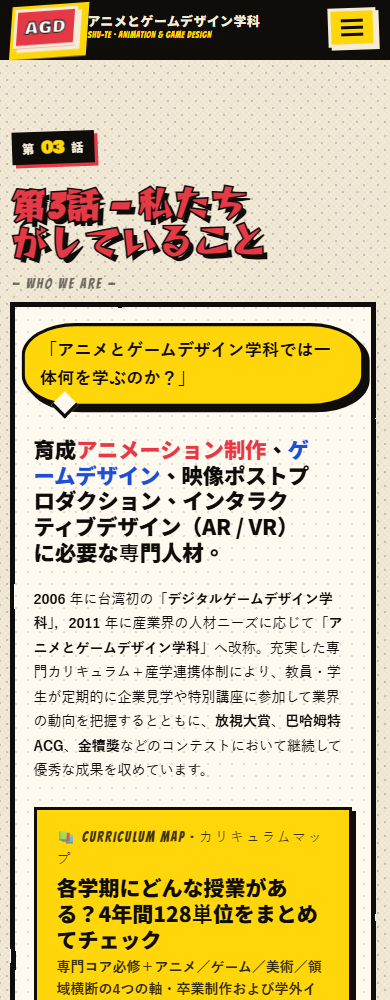 AGD
アニメとゲームデザイン学科
SHU-TE · ANIMATION & GAME DESIGN
第 03 話
第3話 – 私たち
がしていること
— WHO WE ARE —
「アニメとゲームデザイン学科では一
体何を学ぶのか？」
育成アニメーション制作、ゲ
ームデザイン、映像ポストプ
ロダクション、インタラク
ティブデザイン（AR / VR）
に必要な専門人材。
2006 年に台湾初の「デジタルゲームデザイン学
科」，2011 年に産業界の人材ニーズに応じて「ア
ニメとゲームデザイン学科」へ改称。充実した専
門カリキュラム＋産学連携体制により、教員・学
生が定期的に企業見学や特別講座に参加して業界
の動向を把握するとともに、放視大賞、巴哈姆特
ACG、金犢獎などのコンテストにおいて継続して
優秀な成果を収めています。
CURRICULUM MAP · カリキュラムマッ
プ
各学期にどんな授業があ
る？4年間128単位をまとめ
てチェック
専門コア必修＋アニメ／ゲーム／美術／領
域横断の4つの軸・卒業制作および学外イ